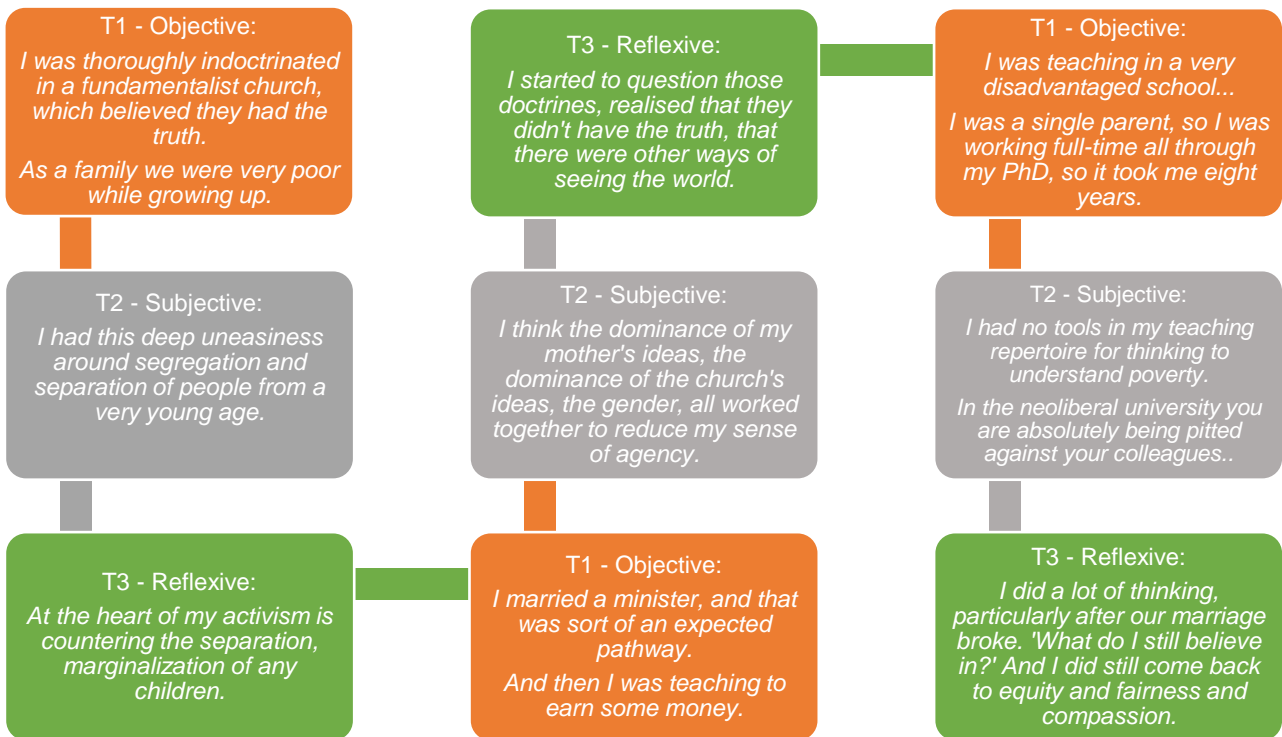 T1 - Objective:
I was thoroughly indoctrinated
in a fundamentalist church,
which believed they had the
truth.
As a family we were very poor
while growing up.
T2 - Subjective:
I had this deep uneasiness
around segregation and
separation of people from a
very young age.
T3 - Reflexive:
At the heart of my activism is
countering the separation,
marginalization of any
children.
T1 - Objective:
I married a minister, and that
was sort of an expected
pathway.
And then I was teaching to
earn some money.
T2 - Subjective:
I think the dominance of my
mother's ideas, the
dominance of the church's
ideas, the gender, all worked
together to reduce my sense
of agency.
T3 - Reflexive:
I started to question those
doctrines, realised that they
didn't have the truth, that
there were other ways of
seeing the world.
T1 - Objective:
I was teaching in a very
disadvantaged school...
I was a single parent, so I was
working full-time all through
my PhD, so it took me eight
years.
T2 - Subjective:
I had no tools in my teaching
repertoire for thinking to
understand poverty.
In the neoliberal university you
are absolutely being pitted
against your colleagues..
T3 - Reflexive:
I did a lot of thinking,
particularly after our marriage
broke. 'What do I still believe
in?' And I did still come back
to equity and fairness and
compassion.